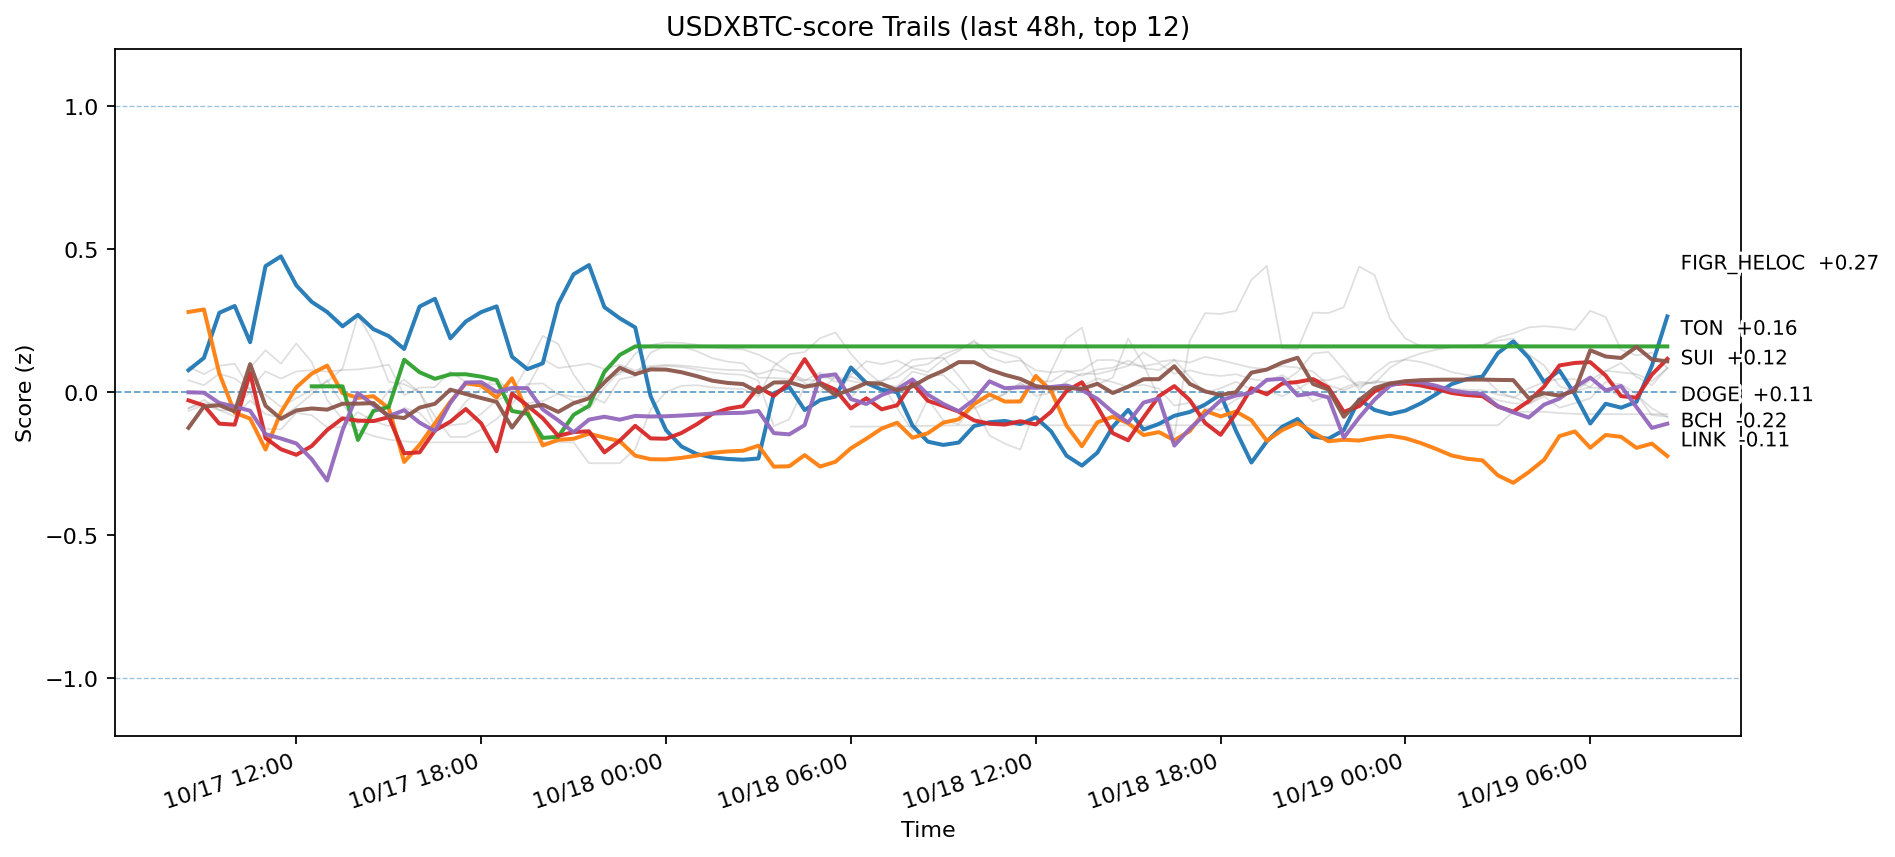 USDXBTC-score Trails (last 48h, top 12)
Score (z)
1.0
0.5
0.0
−0.5
−1.0
FIGR_HELOC +0.27
TON +0.16
SUI +0.12
DOGE +0.11
BCH -0.22
LINK -0.11
10/17 12:00
10/17 18:00
10/18 00:00
10/18 06:00
10/18 12:00
10/18 18:00
10/19 00:00
10/19 06:00
Time